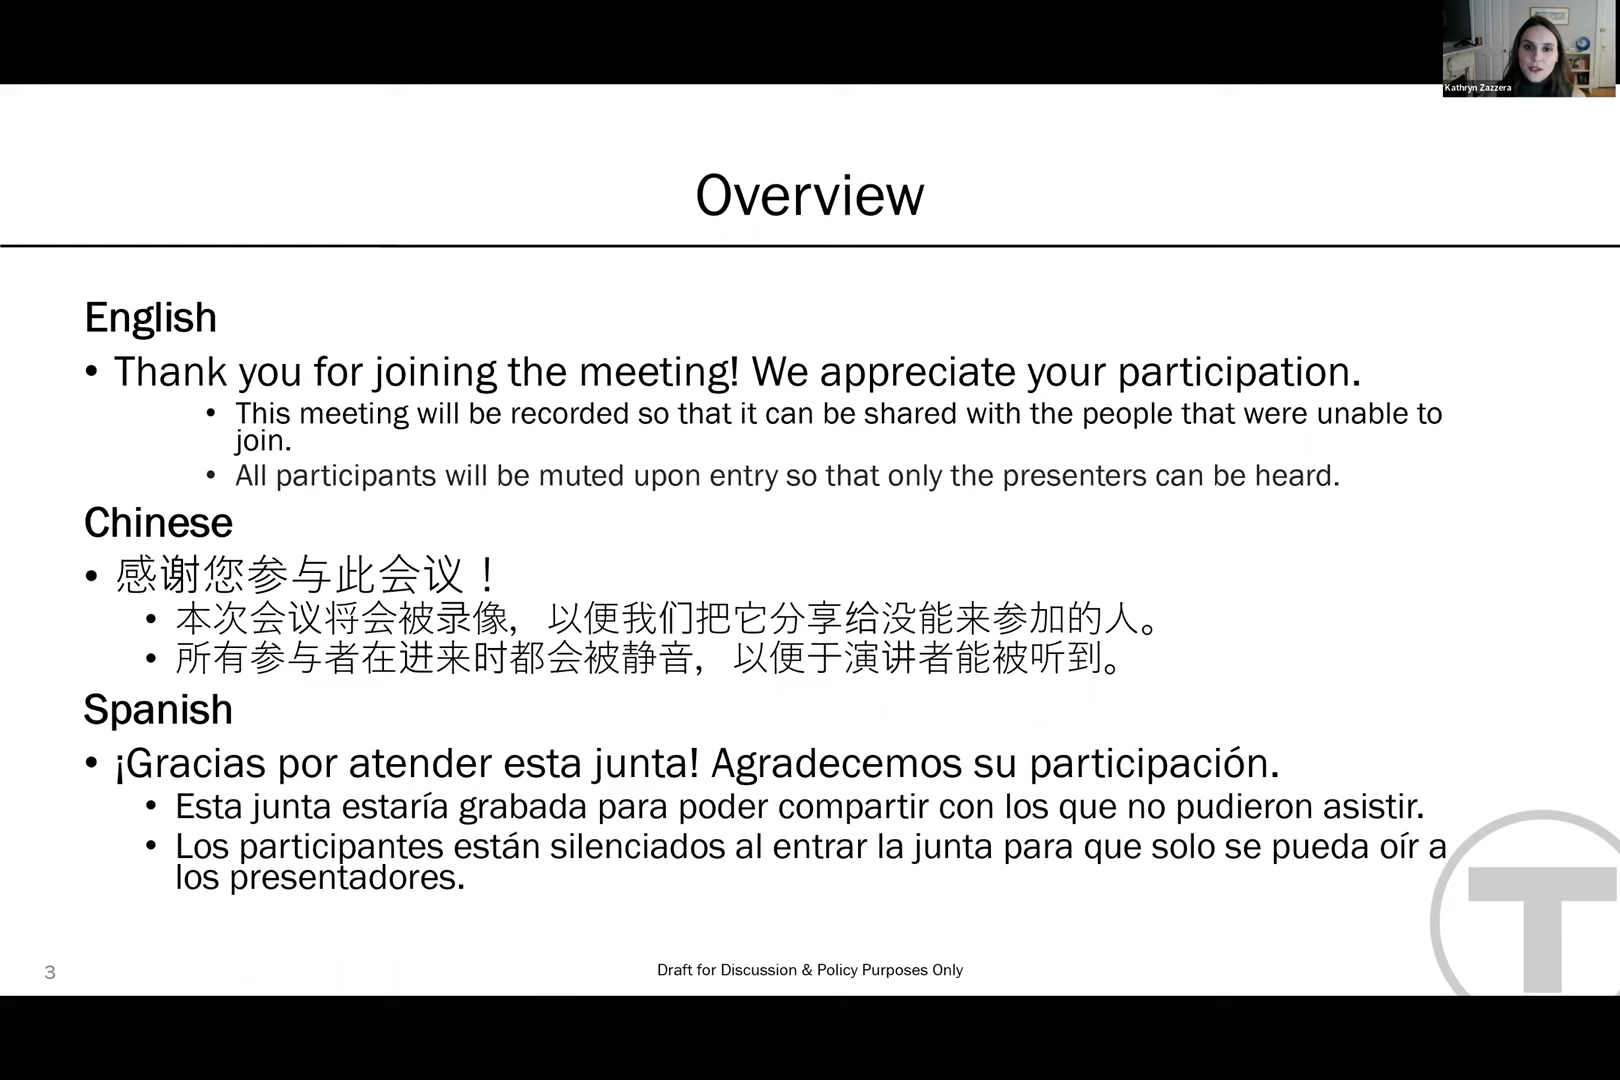 Kathryn Zazzera
Overview
English
• Thank you for joining the meeting! We appreciate your participation.
• This meeting will be recorded so that it can be shared with the people that were unable to
join.
• All participants will be muted upon entry so that only the presenters can be heard.
Chinese
• 感谢您参与此会议！
• 本次会议将会被录像，以便我们把它分享给没能来参加的人。
• 所有参与者在进来时都会被静音，以便于演讲者能被听到。
Spanish
• ¡Gracias por atender esta junta! Agradecemos su participación.
• Esta junta estaría grabada para poder compartir con los que no pudieron asistir.
• Los participantes están silenciados al entrar la junta para que solo se pueda oír a
los presentadores.
T
3
Draft for Discussion & Policy Purposes Only